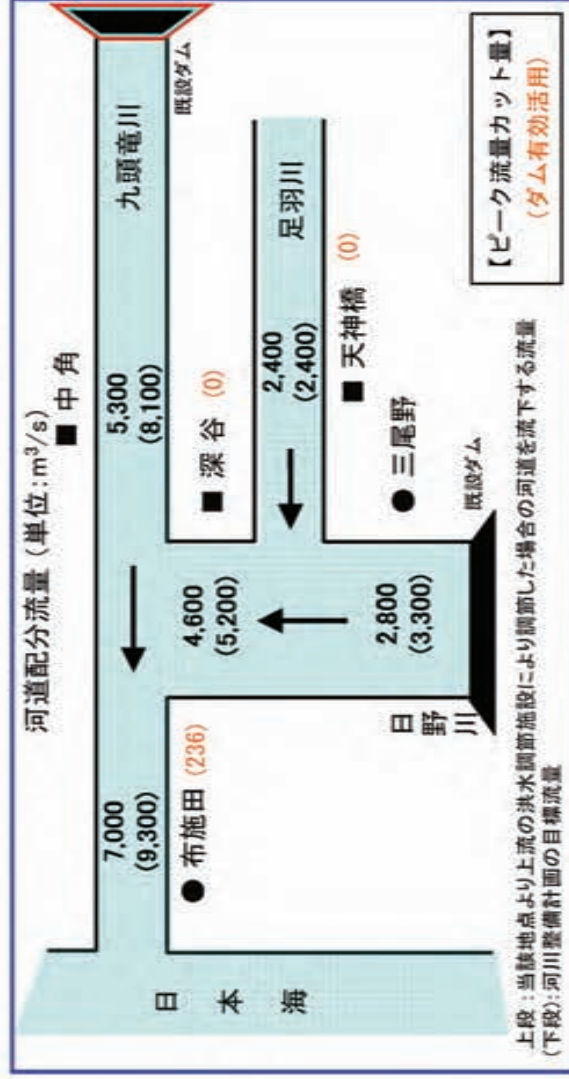 河道配分流量 (単位:m³/s)
■ 中 角
7,000
(9,300)
5,300
(8,100)
九頭竜川
既設ダム
日 本 海
● 布施田 (236)
■ 深 谷 (0)
4,600
(5,200)
2,400
(2,400)
足羽川
■ 天神橋 (0)
● 三尾野
2,800
(3,300)
日野川
既設ダム
【ピーク流量カット量】
(ダム有効活用)
上段 : 当該地点より上流の洪水調節施設により調節した場合の河道を流下する流量
(下段): 河川整備計画の目標流量